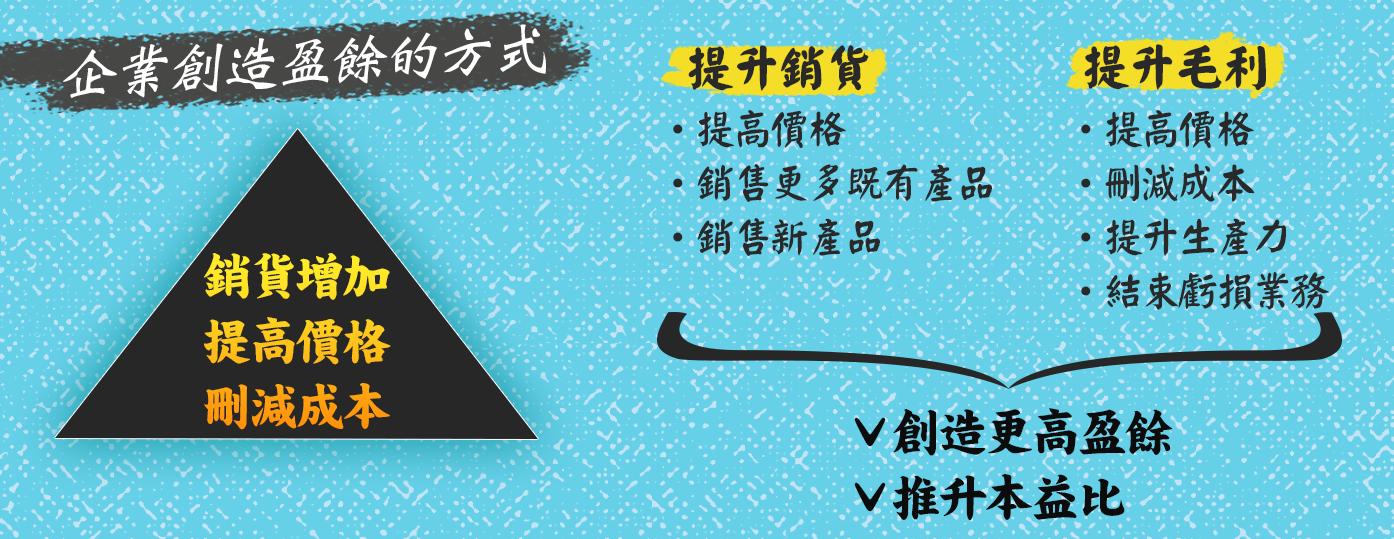 企業創造盈餘的方式
銷貨增加
提高價格
刪減成本
提升銷貨
・提高價格
・銷售更多既有產品
・銷售新產品
提升毛利
・提高價格
・刪減成本
・提升生產力
・結束虧損業務
✓創造更高盈餘
✓推升本益比